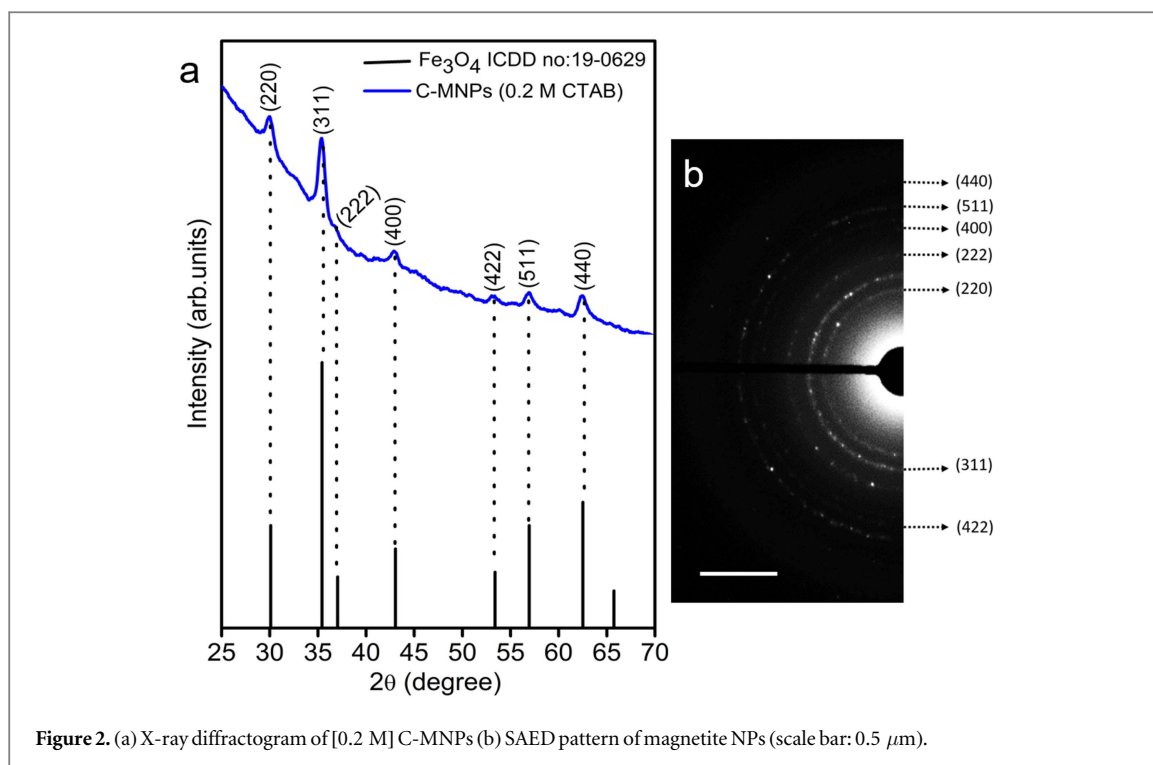 a
Fe₃O₄ ICDD no:19-0629
C-MNPs (0.2 M CTAB)
(220)
(311)
(222)
(400)
(422)
(511)
(440)
Intensity (arb.units)
25 30 35 40 45 50 55 60 65 70
2θ (degree)
b
(440)
(511)
(400)
(222)
(220)
(311)
(422)
Figure 2. (a) X-ray diffractogram of [0.2 M] C-MNPs (b) SAED pattern of magnetite NPs (scale bar: 0.5 μm).